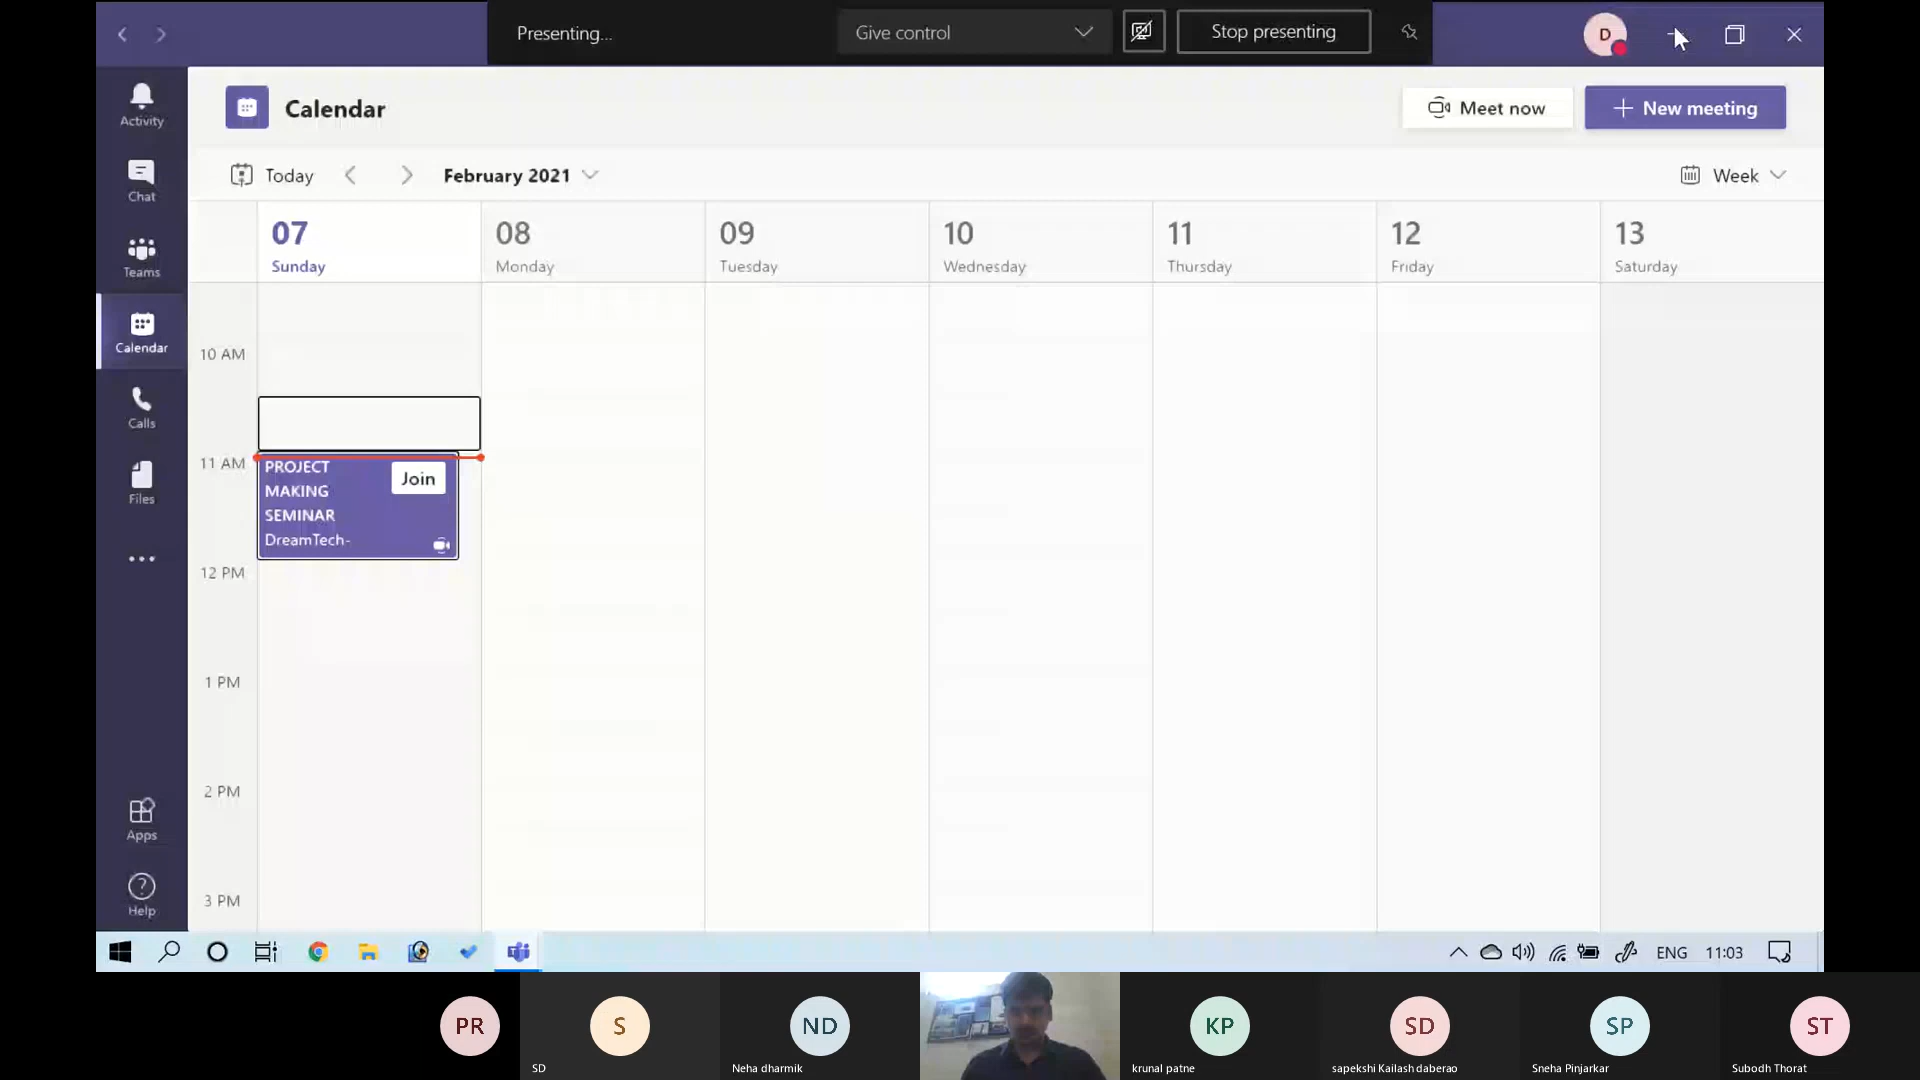 Presenting...
Give control
Stop presenting
D
Activity
Calendar
Meet now
New meeting
Chat
Today
February 2021
Week
Teams
07
Sunday
08
Monday
09
Tuesday
10
Wednesday
11
Thursday
12
Friday
13
Saturday
Calendar
Calls
Files
Apps
Help
10 AM
11 AM
PROJECT
MAKING
SEMINAR
DreamTech-
Join
12 PM
1 PM
2 PM
3 PM
ENG
11:03
PR
S
SD
ND
Neha dharmik
KP
krunal patne
SD
sapekshi Kailash daberao
SP
Sneha Pinjarkar
ST
Subodh Thorat